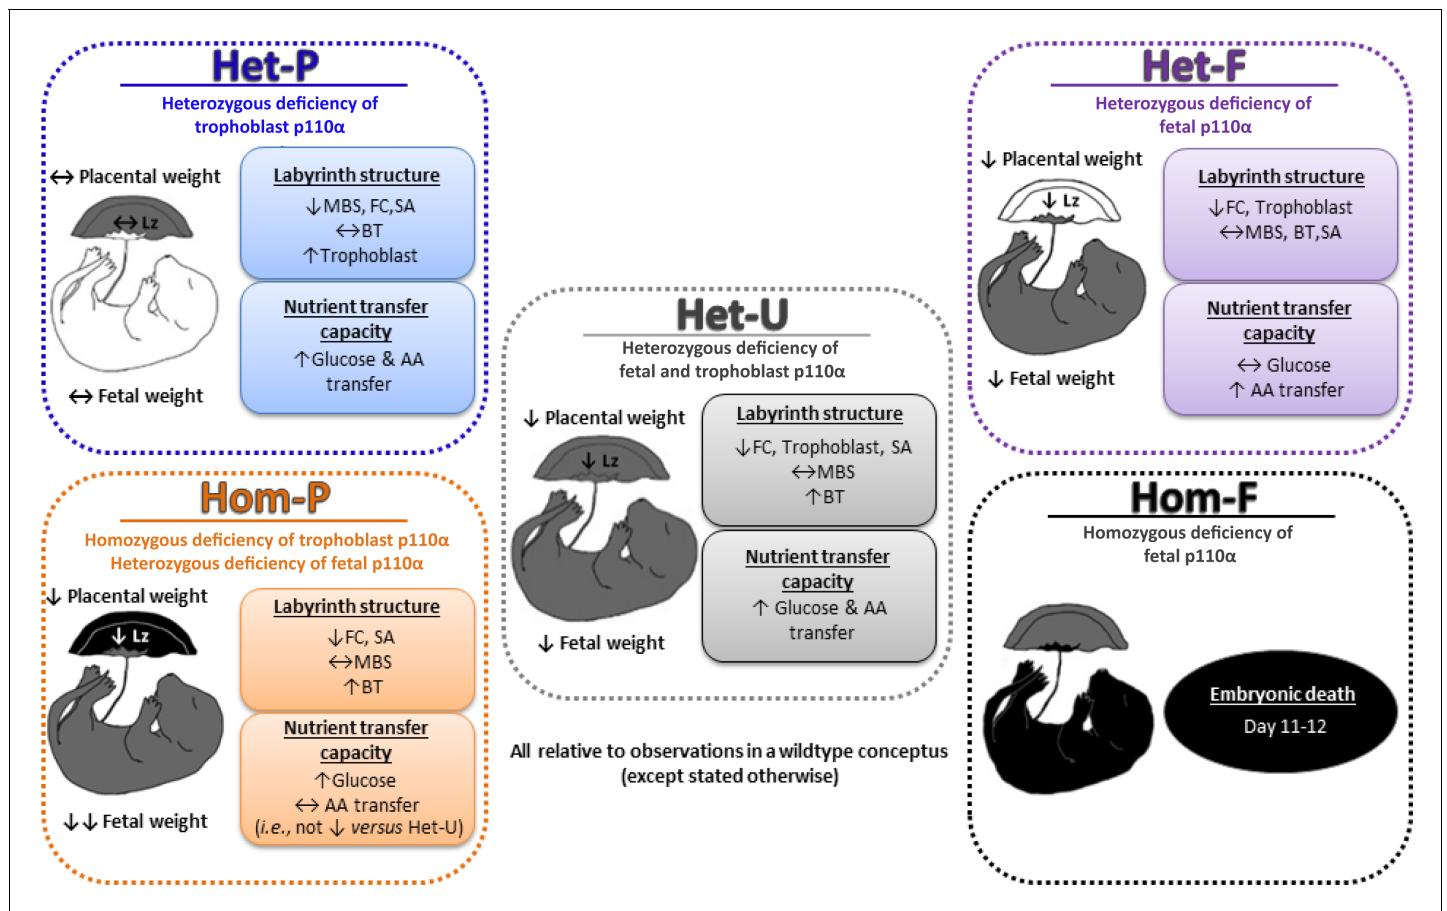 Het-P
Heterozygous deficiency of
trophoblast p110α
↔ Placental weight
↔ Lz
↔ Fetal weight
Labyrinth structure
↓MBS, FC,SA
↔BT
↑Trophoblast
Nutrient transfer
capacity
↑Glucose & AA
transfer
Het-F
Heterozygous deficiency of
fetal p110α
↓ Placental weight
↓ Lz
↓ Fetal weight
Labyrinth structure
↓FC, Trophoblast
↔MBS, BT,SA
Nutrient transfer
capacity
↔ Glucose
↑ AA transfer
Het-U
Heterozygous deficiency of
fetal and trophoblast p110α
↓ Placental weight
↓ Lz
↓ Fetal weight
Labyrinth structure
↓FC, Trophoblast, SA
↔MBS
↑BT
Nutrient transfer
capacity
↑ Glucose & AA
transfer
Hom-P
Homozygous deficiency of trophoblast p110α
Heterozygous deficiency of fetal p110α
↓ Placental weight
↓ Lz
↓↓ Fetal weight
Labyrinth structure
↓FC, SA
↔MBS
↑BT
Nutrient transfer
capacity
↑Glucose
↔ AA transfer
(i.e., not ↓ versus Het-U)
Hom-F
Homozygous deficiency of
fetal p110α
Embryonic death
Day 11-12
All relative to observations in a wildtype conceptus
(except stated otherwise)